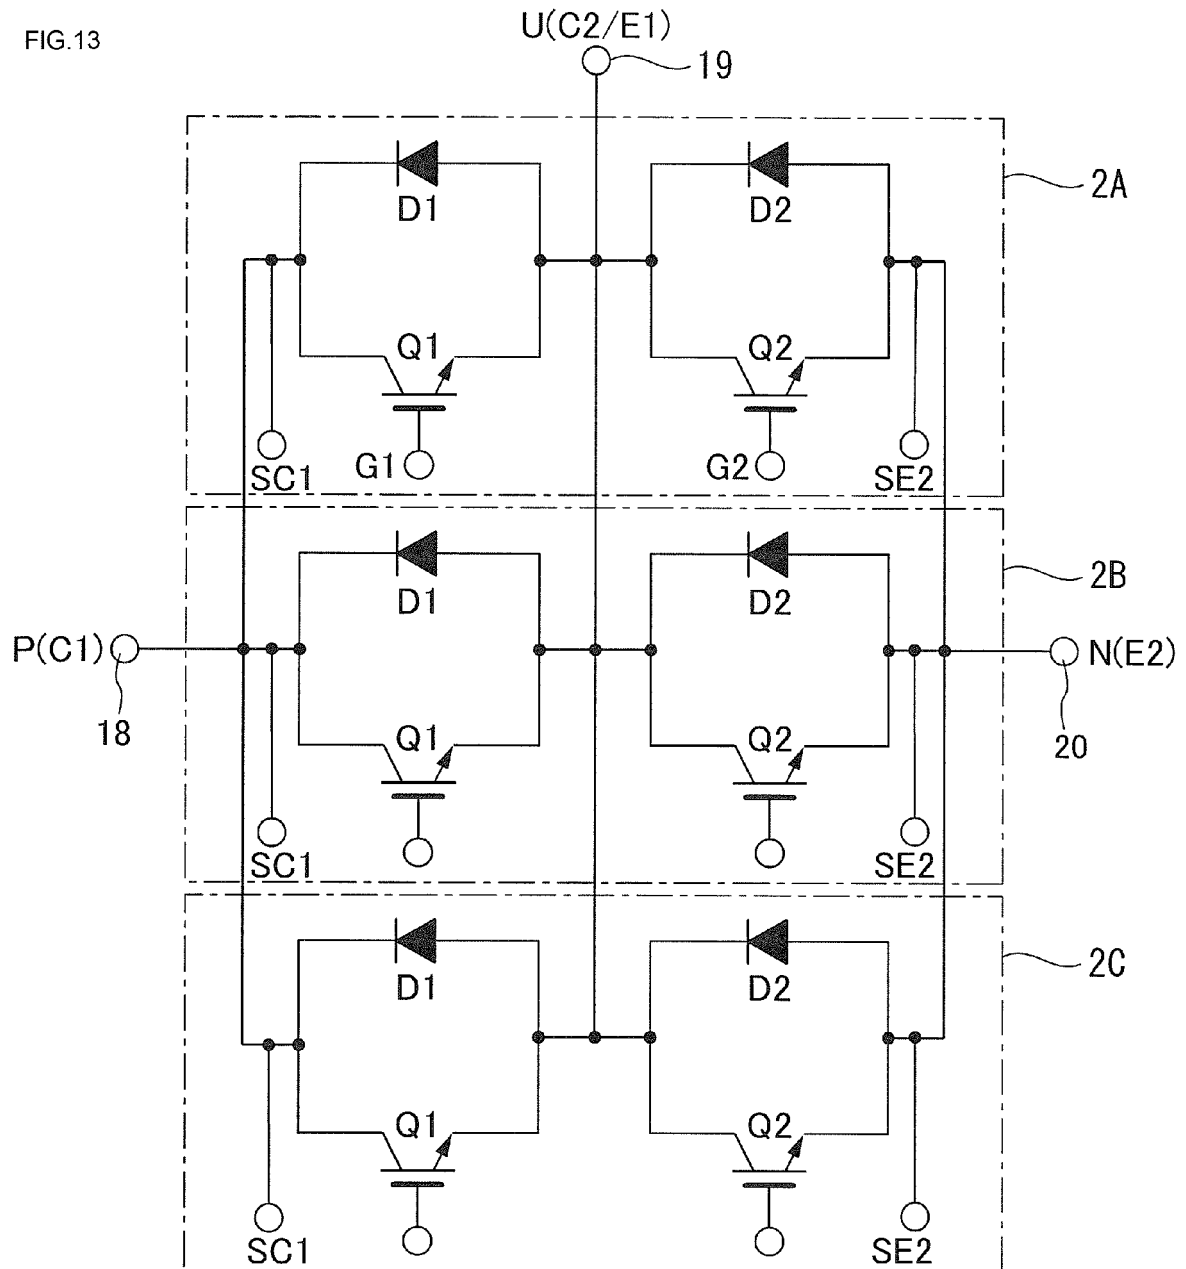 FIG.13
U(C2/E1)
19
2A
D1
D2
Q1
Q2
SC1
G1
G2
SE2
2B
D1
D2
P(C1)
N(E2)
18
20
Q1
Q2
SC1
SE2
2C
D1
D2
Q1
Q2
SC1
SE2